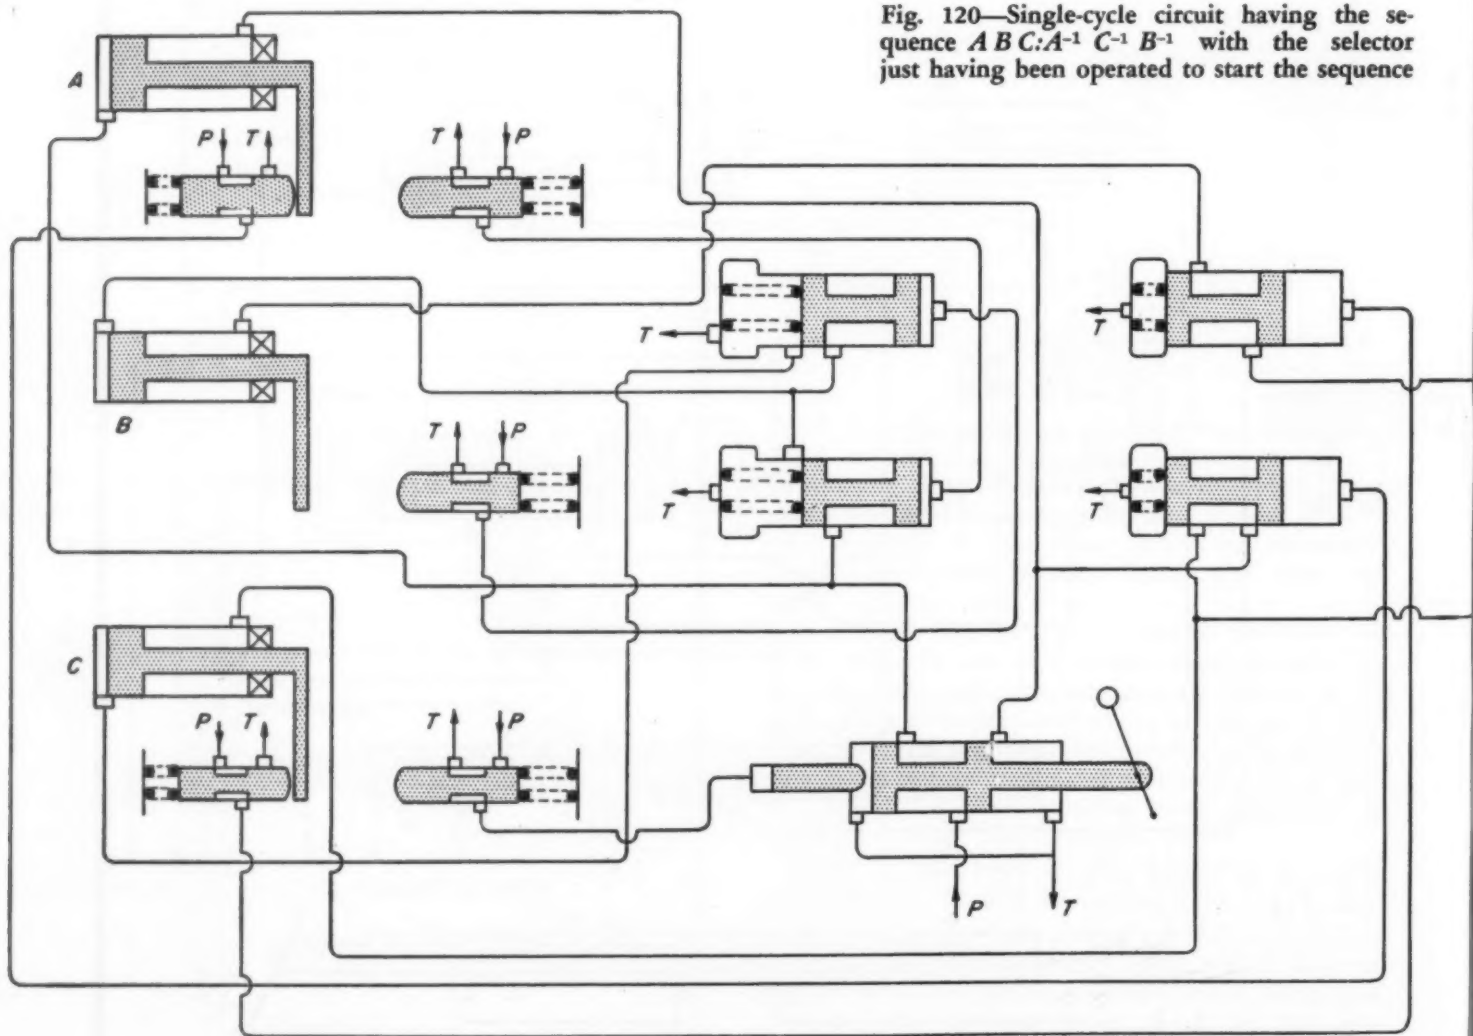 Fig. 120—Single-cycle circuit having the se-
quence A B C:A⁻¹ C⁻¹ B⁻¹ with the selector
just having been operated to start the sequence
A
P T
T P
T
T
B
T P
T
T
C
P T
T P
P T